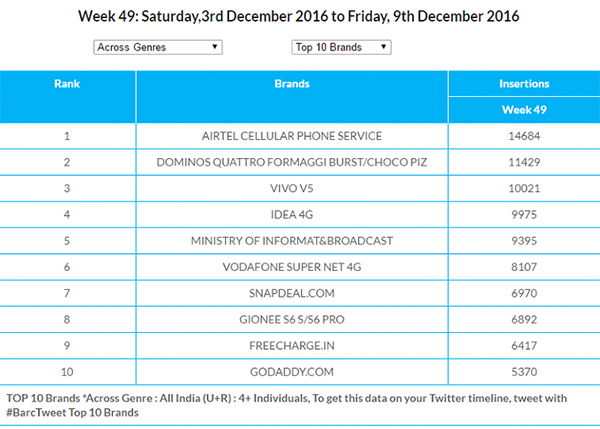 Week 49: Saturday,3rd December 2016 to Friday, 9th December 2016
Across Genres Top 10 Brands
Rank Brands Insertions
Week 49
1 AIRTEL CELLULAR PHONE SERVICE 14684
2 DOMINOS QUATTRO FORMAGGI BURST/CHOCO PIZ 11429
3 VIVO V5 10021
4 IDEA 4G 9975
5 MINISTRY OF INFORMAT&BROADCAST 9395
6 VODAFONE SUPER NET 4G 8107
7 SNAPDEAL.COM 6970
8 GIONEE S6 S/S6 PRO 6892
9 FREECHARGE.IN 6417
10 GODADDY.COM 5370
TOP 10 Brands *Across Genre : All India (U+R) : 4+ Individuals, To get this data on your Twitter timeline, tweet with
#BarcTweet Top 10 Brands